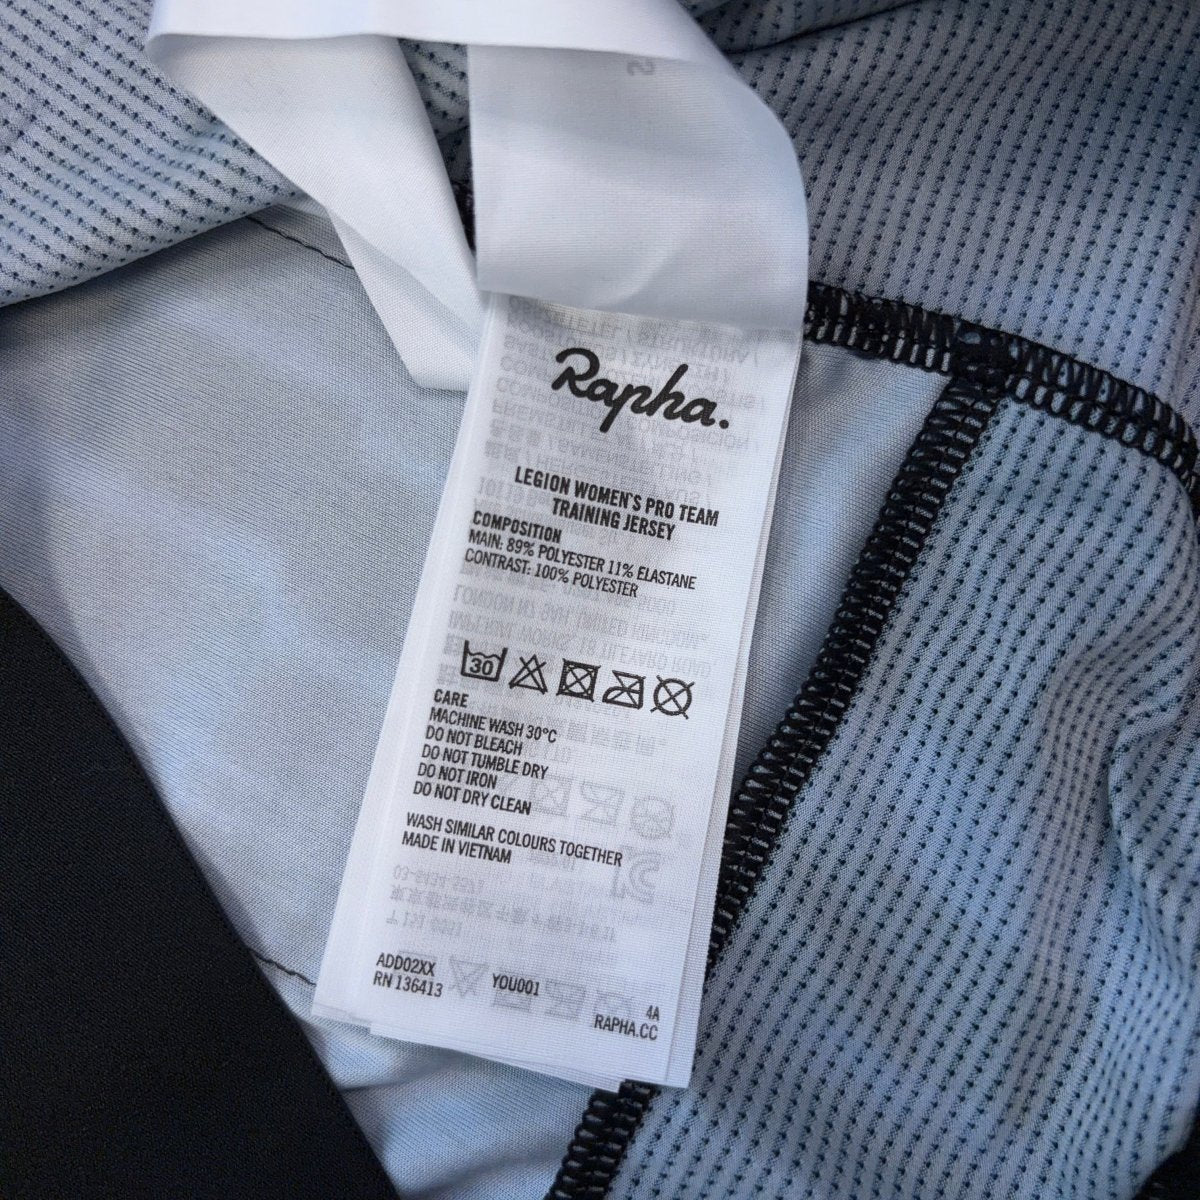 Rapha.
LEGION WOMEN'S PRO TEAM
TRAINING JERSEY
COMPOSITION
MAIN: 89% POLYESTER 11% ELASTANE
CONTRAST: 100% POLYESTER
30
CARE
MACHINE WASH 30°C
DO NOT BLEACH
DO NOT TUMBLE DRY
DO NOT IRON
DO NOT DRY CLEAN
WASH SIMILAR COLOURS TOGETHER
MADE IN VIETNAM
ADD02XX
RN 136413
YOU001
4A
RAPHA.CC